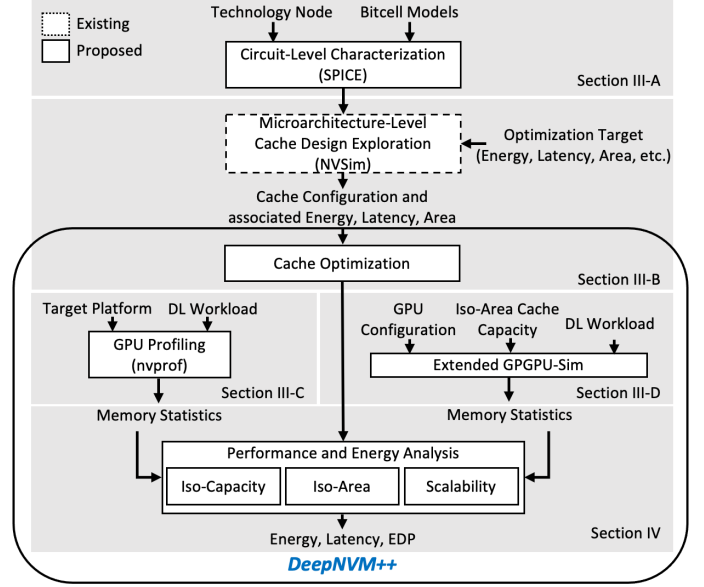 Existing
Proposed
Technology Node
Bitcell Models
Circuit-Level Characterization
(SPICE)
Section III-A
Microarchitecture-Level
Cache Design Exploration
(NVSim)
Optimization Target
(Energy, Latency, Area, etc.)
Cache Configuration and
associated Energy, Latency, Area
Cache Optimization
Section III-B
Target Platform
DL Workload
GPU Profiling
(nvprof)
Section III-C
GPU
Configuration
Iso-Area Cache
Capacity
DL Workload
Extended GPGPU-Sim
Section III-D
Memory Statistics
Memory Statistics
Performance and Energy Analysis
Iso-Capacity
Iso-Area
Scalability
Section IV
Energy, Latency, EDP
DeepNVM++